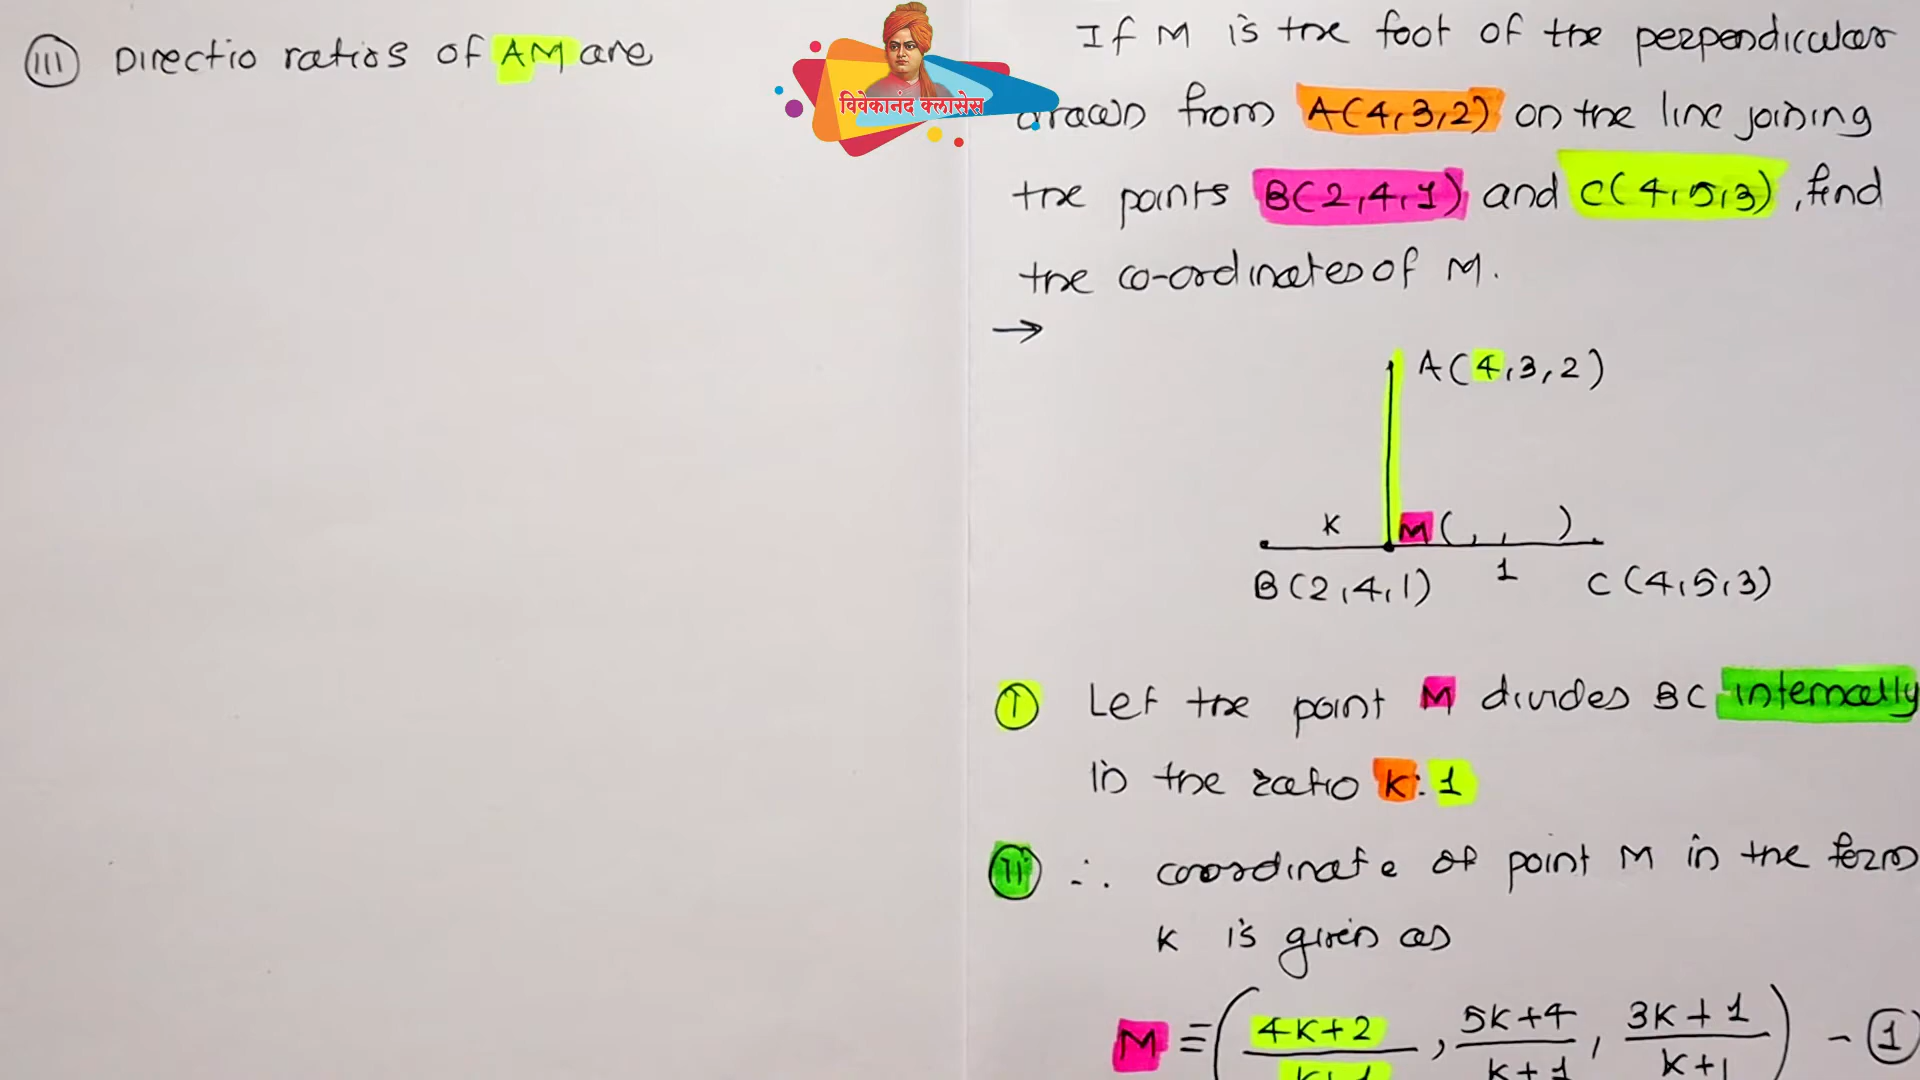 III Directio ratios of AM are
विवेकानंद क्लासेस
If M is the foot of the perpendicular
drawn from A(4,3,2) on the line joining
the points B(2,4,1) and C(4,5,3), find
the co-ordinates of M.
→
A(4,3,2)
K M( , , )
1
B(2,4,1) C(4,5,3)
I Let the point M divides BC internally
in the ratio K:1
II ∴ coordinate of point M in the form
K is given as
M ≡ (4K+2/K+1, 5K+4/K+1, 3K+1/K+1) - 1